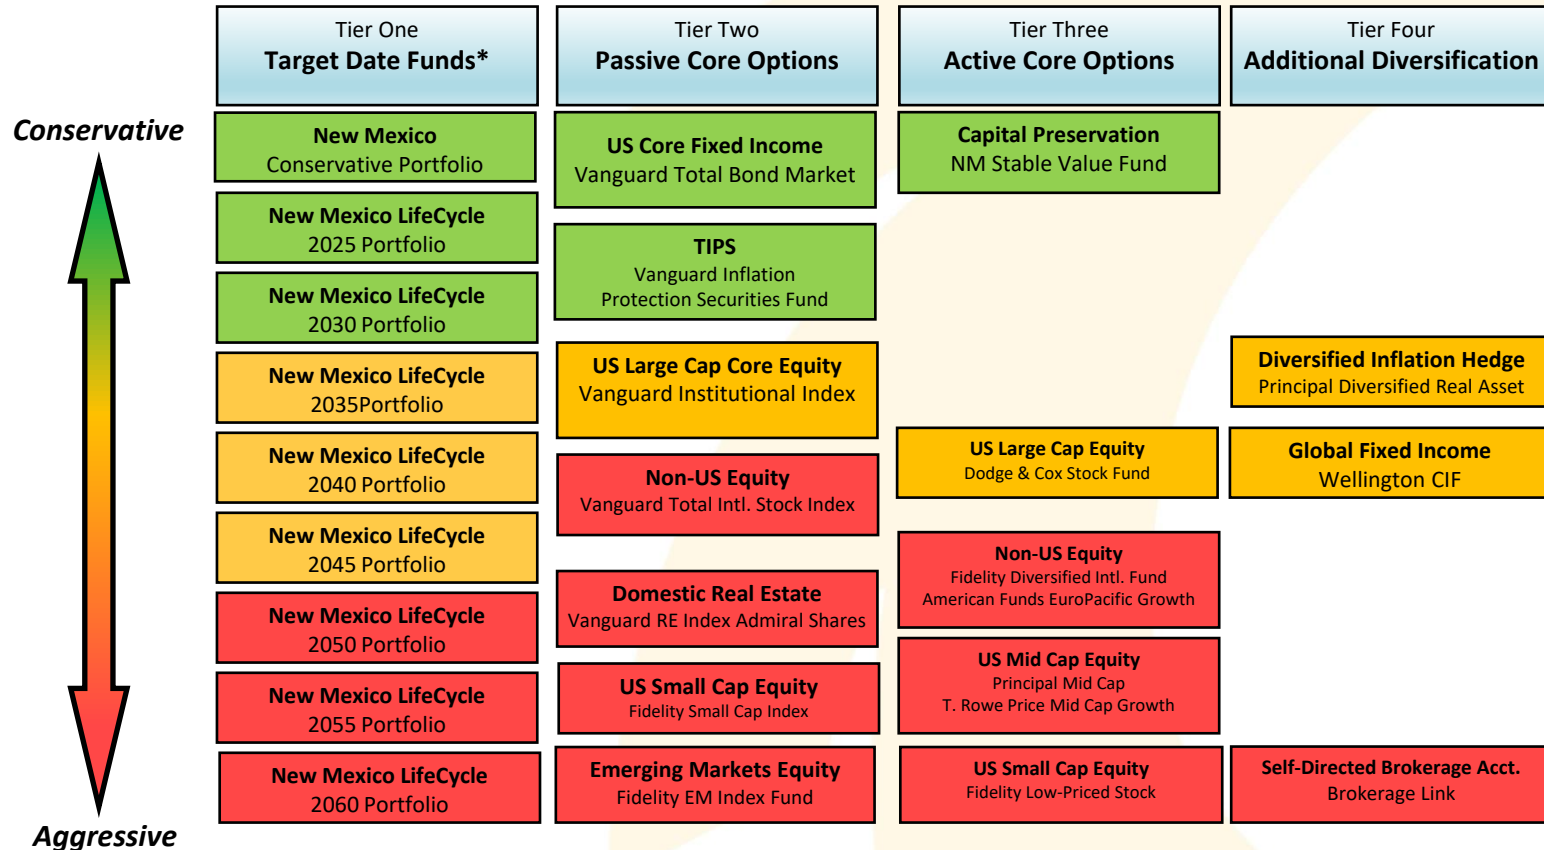 Tier One
Target Date Funds*
Tier Two
Passive Core Options
Tier Three
Active Core Options
Tier Four
Additional Diversification
Conservative
Aggressive
New Mexico
Conservative Portfolio
New Mexico LifeCycle
2025 Portfolio
New Mexico LifeCycle
2030 Portfolio
New Mexico LifeCycle
2035Portfolio
New Mexico LifeCycle
2040 Portfolio
New Mexico LifeCycle
2045 Portfolio
New Mexico LifeCycle
2050 Portfolio
New Mexico LifeCycle
2055 Portfolio
New Mexico LifeCycle
2060 Portfolio
US Core Fixed Income
Vanguard Total Bond Market
TIPS
Vanguard Inflation
Protection Securities Fund
US Large Cap Core Equity
Vanguard Institutional Index
Non-US Equity
Vanguard Total Intl. Stock Index
Domestic Real Estate
Vanguard RE Index Admiral Shares
US Small Cap Equity
Fidelity Small Cap Index
Emerging Markets Equity
Fidelity EM Index Fund
Capital Preservation
NM Stable Value Fund
US Large Cap Equity
Dodge & Cox Stock Fund
Non-US Equity
Fidelity Diversified Intl. Fund
American Funds EuroPacific Growth
US Mid Cap Equity
Principal Mid Cap
T. Rowe Price Mid Cap Growth
US Small Cap Equity
Fidelity Low-Priced Stock
Diversified Inflation Hedge
Principal Diversified Real Asset
Global Fixed Income
Wellington CIF
Self-Directed Brokerage Acct.
Brokerage Link